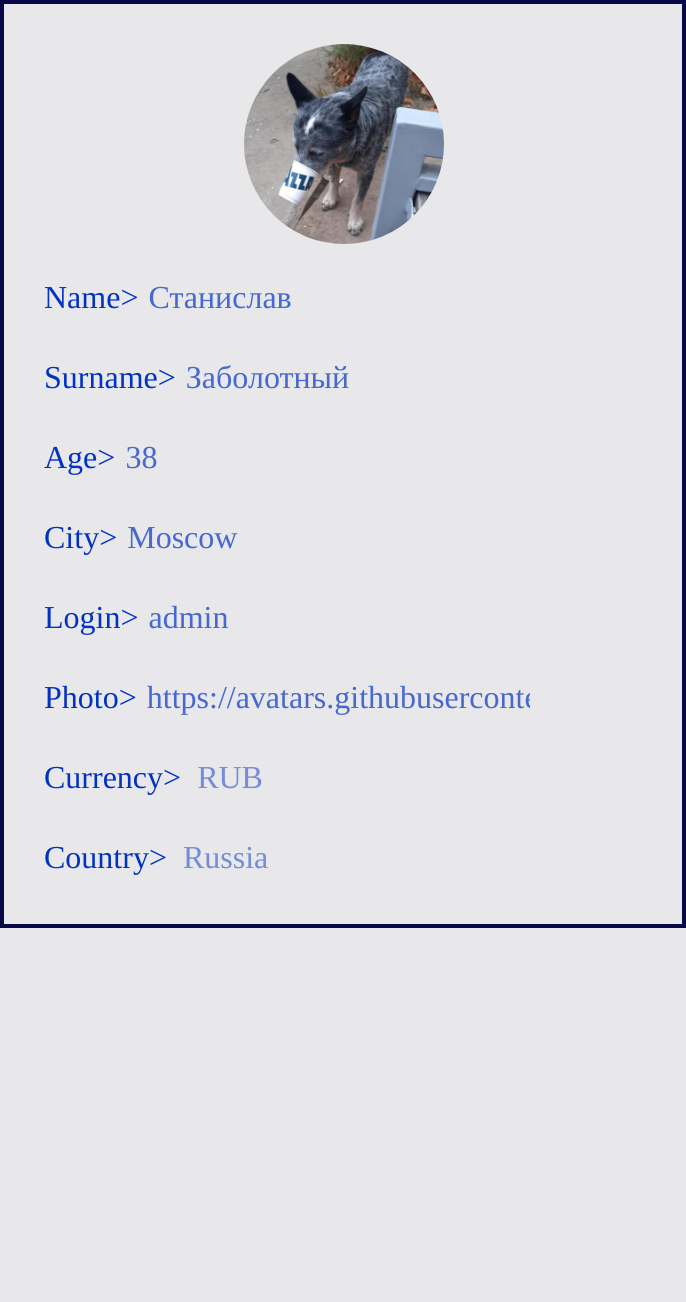 Name> Станислав
Surname> Заболотный
Age> 38
City> Moscow
Login> admin
Photo> https://avatars.githubuserconte
Currency> RUB
Country> Russia